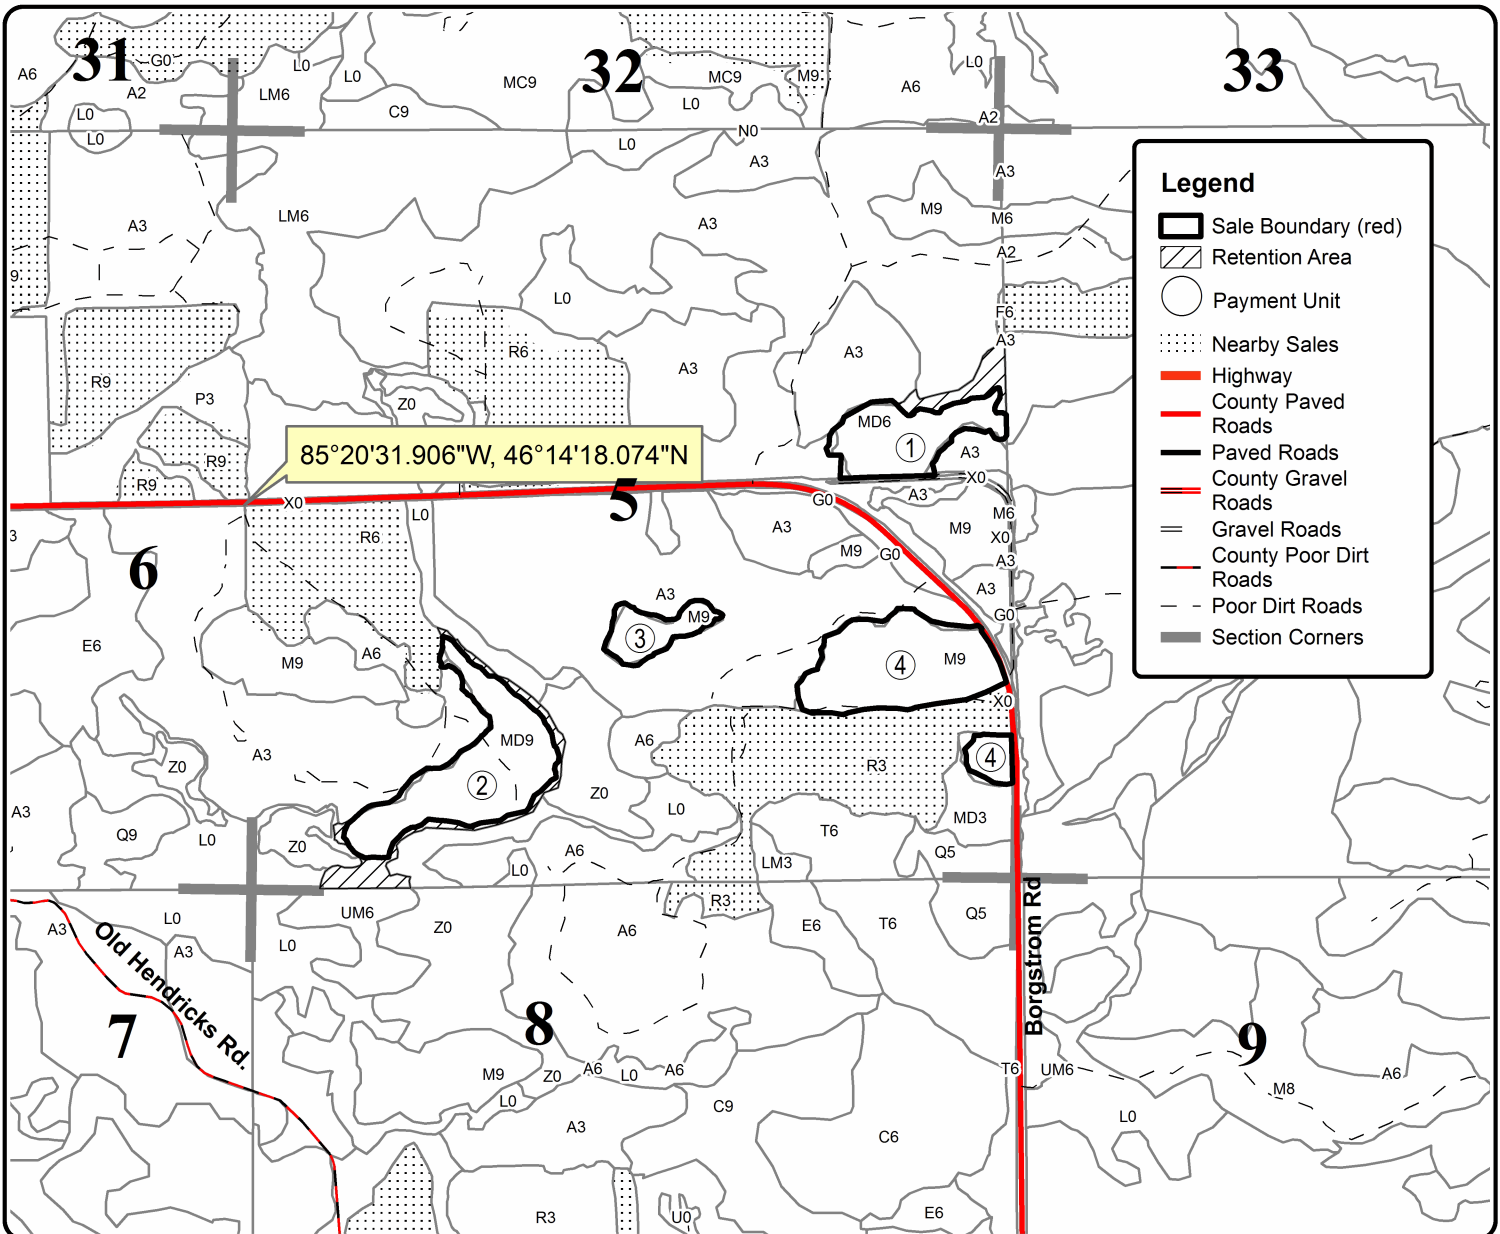 31
32
33
G0
L0
L0
A6
A2
LM6
MC9
MC9
M9
A6
L0
L0
C9
L0
A2
L0
N0
L0
A3
A3
LM6
A3
A3
M9
M6
A2
9
L0
F6
A3
R6
A3
A3
R9
P3
Z0
MD6
1
A3
R9
R9
85°20'31.906"W, 46°14'18.074"N
X0
X0
L0
5
G0
A3
M6
3
R6
A3
M9
G0
M9
X0
A3
6
A3
A3
M9
3
G0
E6
M9
A6
4
M9
X0
A3
MD9
A6
4
Z0
2
Z0
R3
A3
Q9
L0
Z0
L0
MD3
T6
A6
LM3
Q5
L0
R3
UM6
Z0
A6
E6
T6
Q5
L0
A3
A3
L0
Old Hendricks Rd.
Borgstrom Rd
7
8
9
M9
Z0
A6
L0
A6
T6
UM6
M8
A6
L0
C9
L0
A3
C6
R3
U0
E6
Legend
Sale Boundary (red)
Retention Area
Payment Unit
Nearby Sales
Highway
County Paved
Roads
Paved Roads
County Gravel
Roads
Gravel Roads
County Poor Dirt
Roads
Poor Dirt Roads
Section Corners